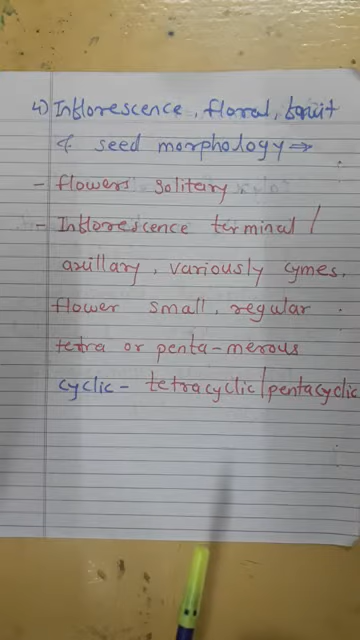 4) Inflorescence, floral, fruit
& seed morphology ⇒
- flowers solitary
- Inflorescence terminal /
axillary, variously cymes.
flower small, regular
tetra or penta-merous
cyclic - tetracyclic/pentacyclic